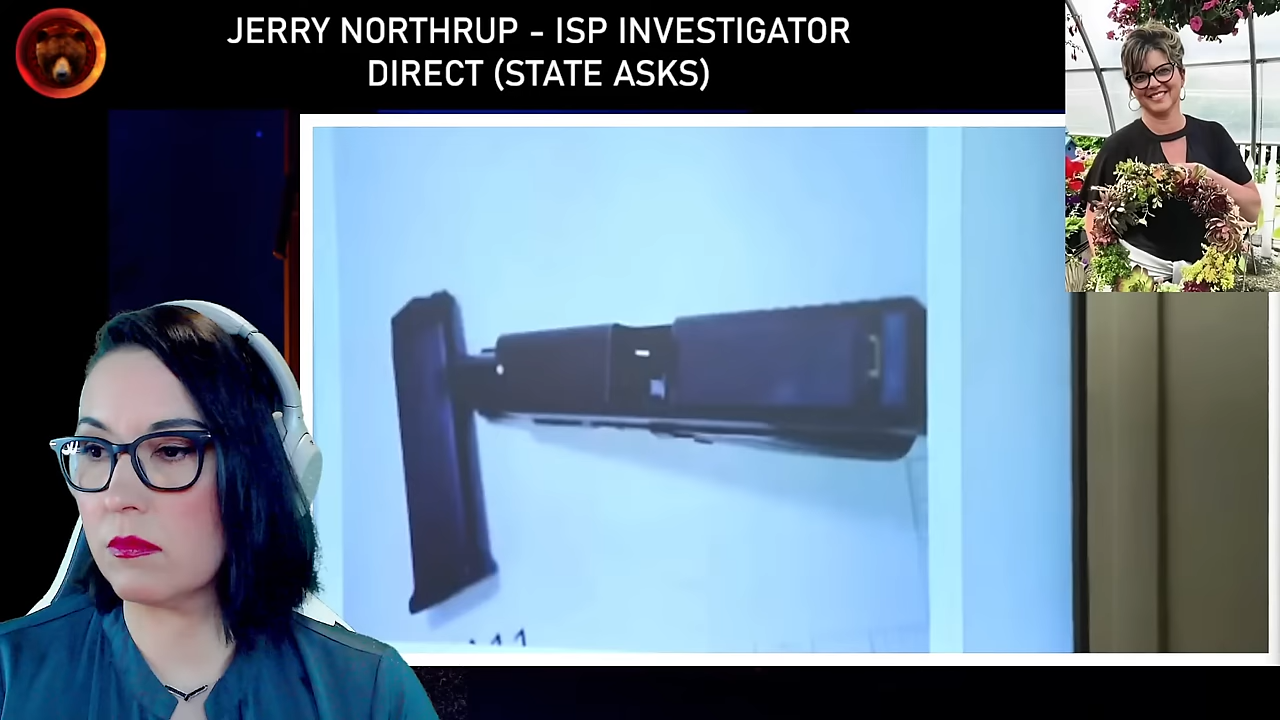 JERRY NORTHRUP - ISP INVESTIGATOR
DIRECT (STATE ASKS)